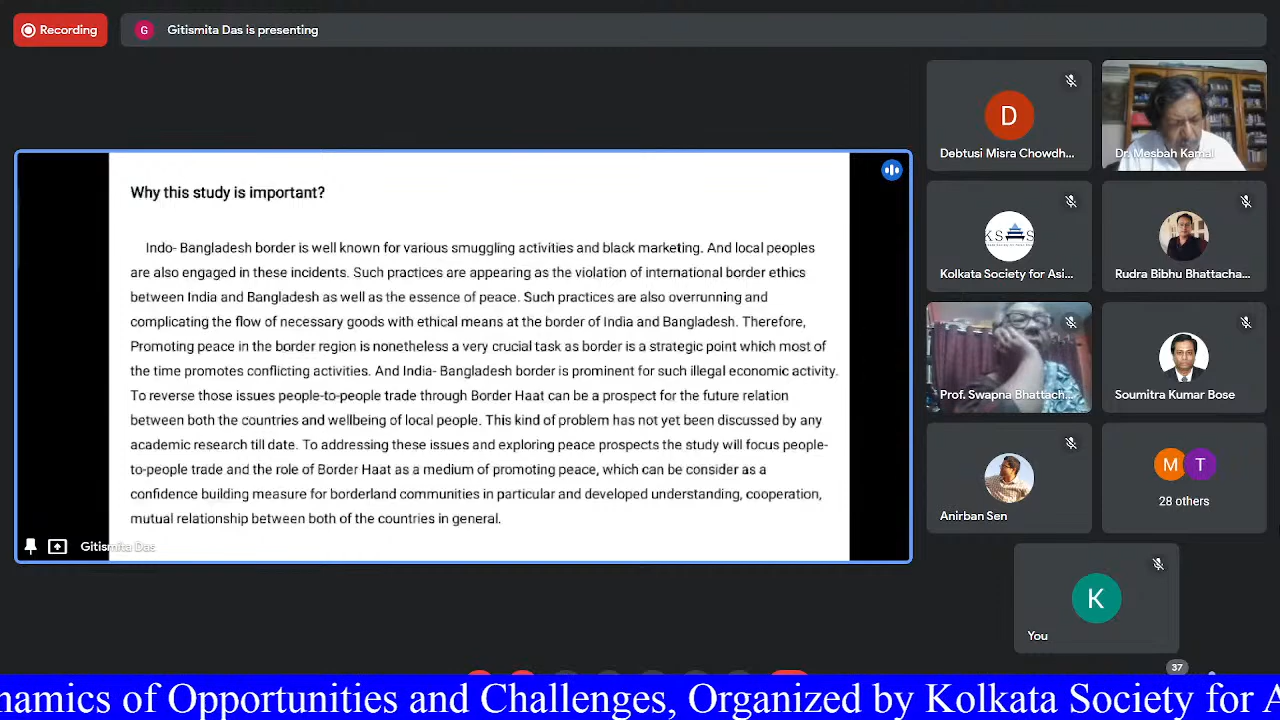 Recording
G
Gitismita Das is presenting
Why this study is important?
Indo- Bangladesh border is well known for various smuggling activities and black marketing. And local peoples
are also engaged in these incidents. Such practices are appearing as the violation of international border ethics
between India and Bangladesh as well as the essence of peace. Such practices are also overrunning and
complicating the flow of necessary goods with ethical means at the border of India and Bangladesh. Therefore,
Promoting peace in the border region is nonetheless a very crucial task as border is a strategic point which most of
the time promotes conflicting activities. And India- Bangladesh border is prominent for such illegal economic activity.
To reverse those issues people-to-people trade through Border Haat can be a prospect for the future relation
between both the countries and wellbeing of local people. This kind of problem has not yet been discussed by any
academic research till date. To addressing these issues and exploring peace prospects the study will focus people-
to-people trade and the role of Border Haat as a medium of promoting peace, which can be consider as a
confidence building measure for borderland communities in particular and developed understanding, cooperation,
mutual relationship between both of the countries in general.
Gitismita Das
D
Debtusi Misra Chowdh...
Dr. Mesbah Kamal
KSAS
Kolkata Society for Asi...
Rudra Bibhu Bhattacha...
Prof. Swapna Bhattach...
Soumitra Kumar Bose
Anirban Sen
M T
28 others
K
You
37
namics of Opportunities and Challenges, Organized by Kolkata Society for A